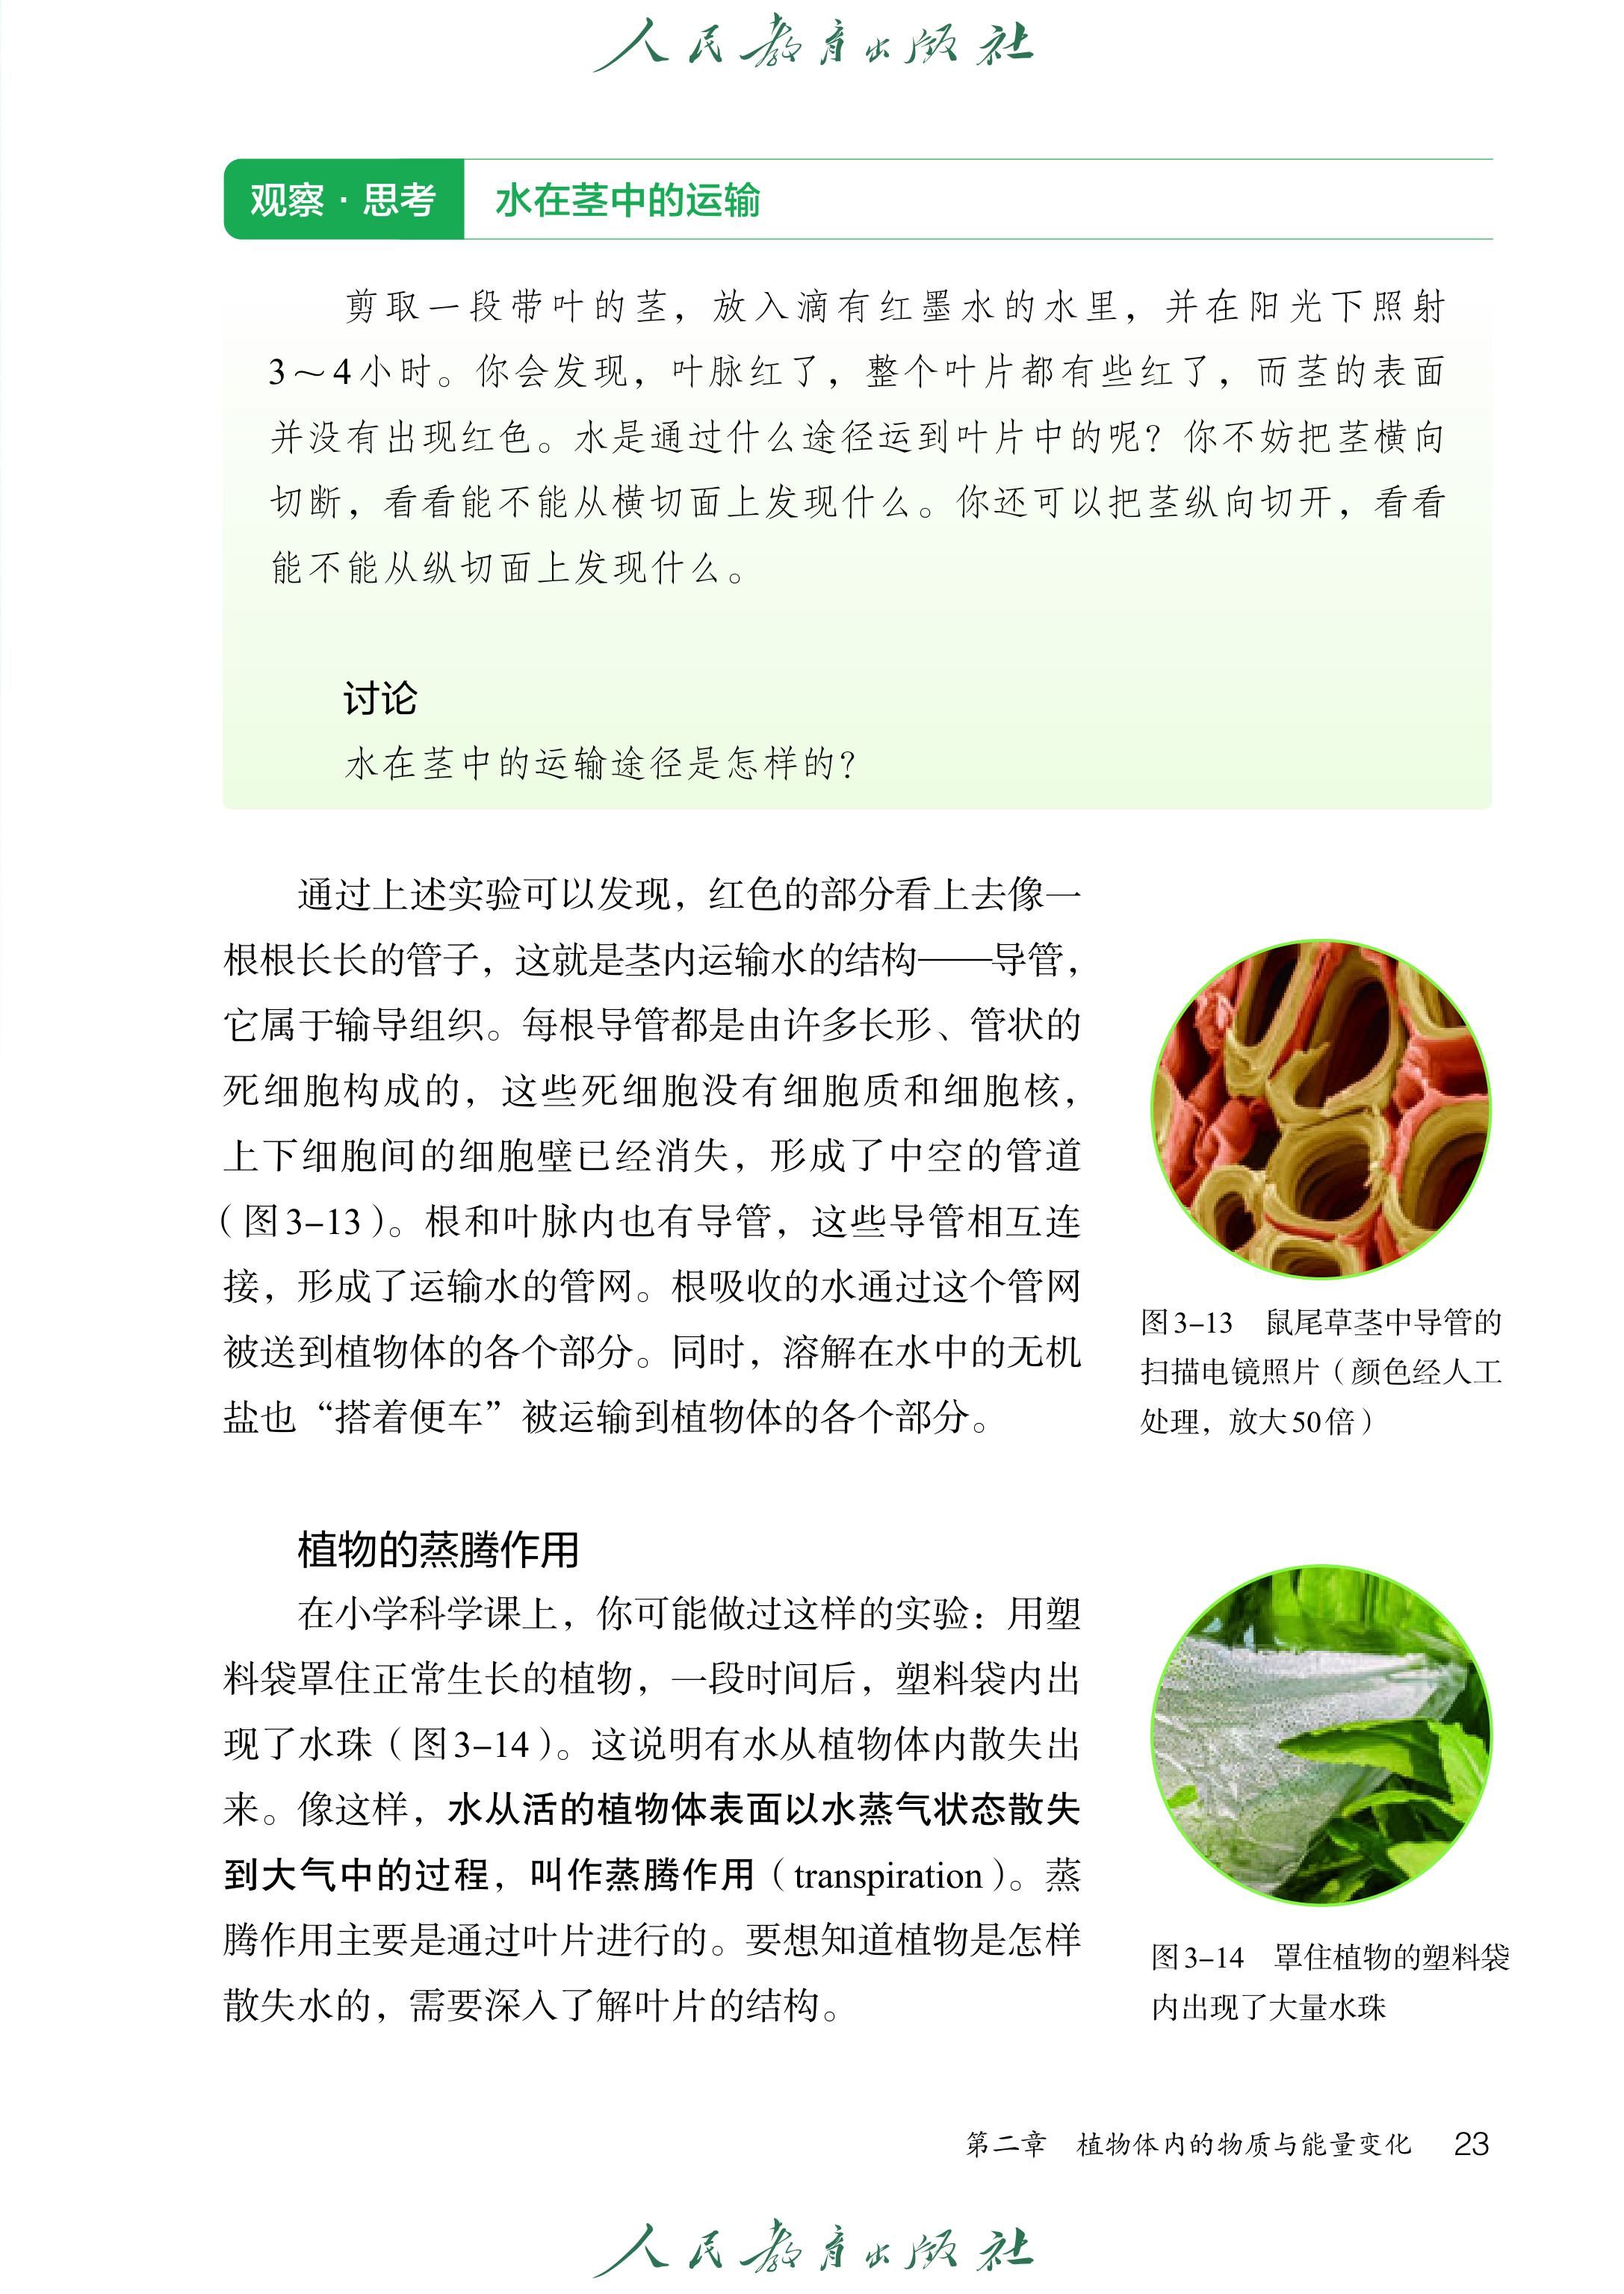 人民教育出版社
观察·思考 水在茎中的运输
剪取一段带叶的茎，放入滴有红墨水的水里，并在阳光下照射
3～4小时。你会发现，叶脉红了，整个叶片都有些红了，而茎的表面
并没有出现红色。水是通过什么途径运到叶片中的呢？你不妨把茎横向
切断，看看能不能从横切面上发现什么。你还可以把茎纵向切开，看看
能不能从纵切面上发现什么。
讨论
水在茎中的运输途径是怎样的？
通过上述实验可以发现，红色的部分看上去像一
根根长长的管子，这就是茎内运输水的结构——导管，
它属于输导组织。每根导管都是由许多长形、管状的
死细胞构成的，这些死细胞没有细胞质和细胞核，
上下细胞间的细胞壁已经消失，形成了中空的管道
（图3-13）。根和叶脉内也有导管，这些导管相互连
接，形成了运输水的管网。根吸收的水通过这个管网
被送到植物体的各个部分。同时，溶解在水中的无机
盐也“搭着便车”被运输到植物体的各个部分。
图3-13 鼠尾草茎中导管的
扫描电镜照片（颜色经人工
处理，放大50倍）
植物的蒸腾作用
在小学科学课上，你可能做过这样的实验：用塑
料袋罩住正常生长的植物，一段时间后，塑料袋内出
现了水珠（图3-14）。这说明有水从植物体内散失出
来。像这样，水从活的植物体表面以水蒸气状态散失
到大气中的过程，叫作蒸腾作用（transpiration）。蒸
腾作用主要是通过叶片进行的。要想知道植物是怎样
散失水的，需要深入了解叶片的结构。
图3-14 罩住植物的塑料袋
内出现了大量水珠
第二章 植物体内的物质与能量变化 23
人民教育出版社